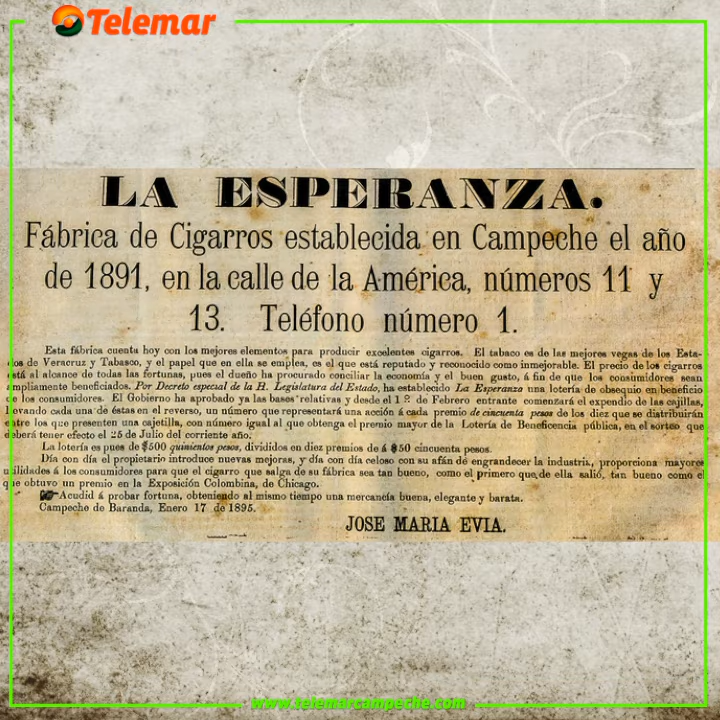 Telemar
LA ESPERANZA.
Fábrica de Cigarros establecida en Campeche el año
de 1891, en la calle de la América, números 11 y
13. Teléfono número 1.
Esta fábrica cuenta hoy con los mejores elementos para producir excelentes cigarros. El tabaco es de las mejores vegas de los Esta-
dos de Veracruz y Tabasco, y el papel que en ella se emplea, es el que está reputado y reconocido como inmejorable. El precio de los cigarros
está al alcance de todas las fortunas, pues el dueño ha procurado conciliar la economía y el buen gusto, á fin de que los consumidores sean
ampliamente beneficiados. Por Decreto especal de la H. Legislatura del Estado, ha establecido La Esperanza una lotería de obsequio en beneficio
de los consumidores. El Gobierno ha aprobado ya las bases relativas y desde el 1º de Febrero entrante comenzará el expendio de las cajillas,
llevando cada una de éstas en el reverso, un número que representará una acción á cada premio de cincuenta pesos de los diez que se distribuirán
entre los que presenten una cajetilla, con número igual al que obtenga el premio mayor de la Lotería de Beneficencia pública, en el sorteo que
deberá tener efecto el 25 de Julio del corriente año.
La lotería es pues de $500 quinientos pesos, divididos en diez premios de á $50 cincuenta pesos.
Día con día el propietario introduce nuevas mejoras, y día con día celoso con su afán de engrandecer la industria, proporciona mayores
utilidades á los consumidores para que el cigarro que salga de su fábrica sea tan bueno, como el primero que de ella salió, tan bueno como el
que obtuvo un premio en la Exposición Colombina, de Chicago.
Acudid á probar fortuna, obteniendo al mismo tiempo una mercancía buena, elegante y barata.
Campeche de Baranda, Enero 17 de 1895.
JOSE MARIA EVIA.
www.telemarcampeche.com